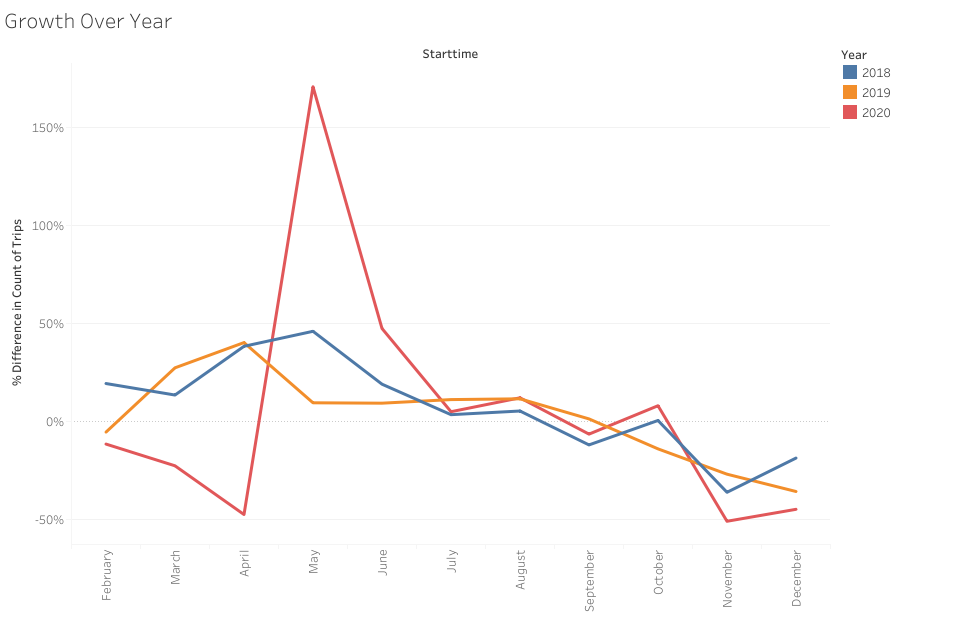 Growth Over Year
Starttime
Year
2018
2019
2020
% Difference in Count of Trips
150%
100%
50%
0%
-50%
February
March
April
May
June
July
August
September
October
November
December